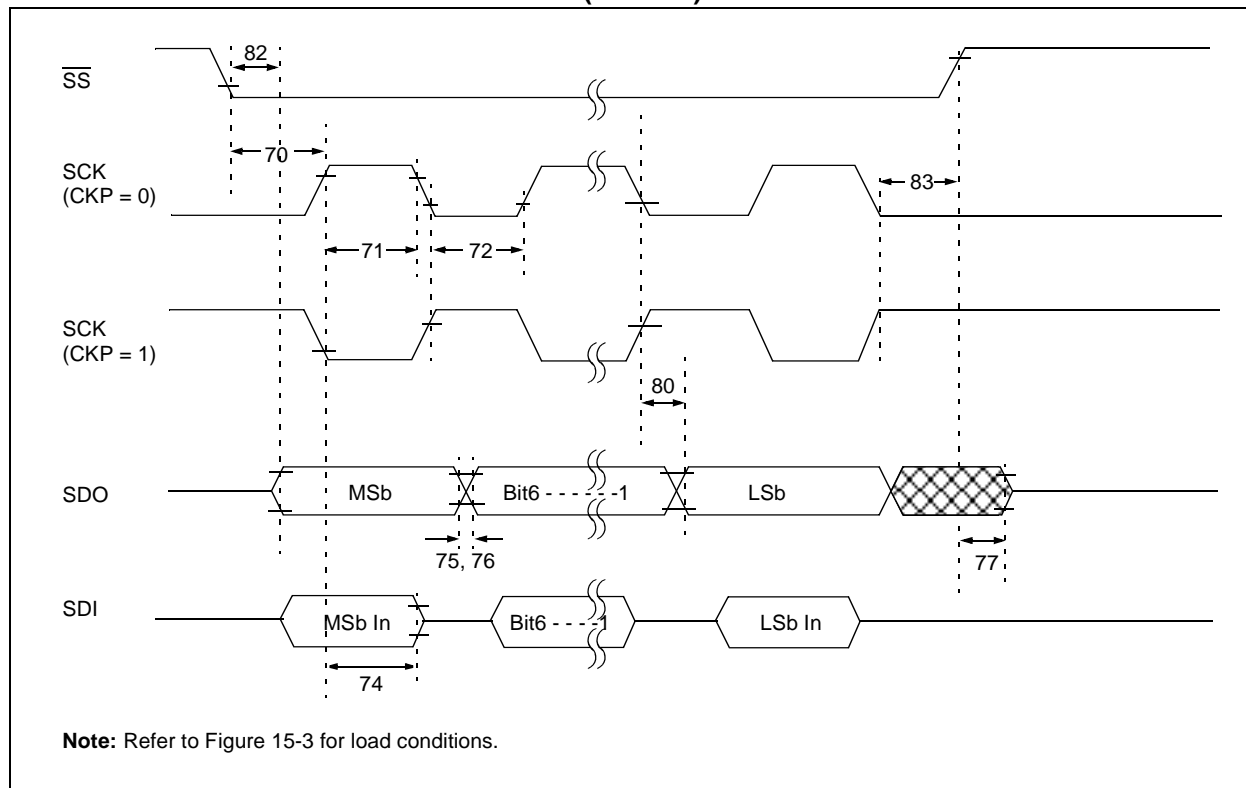 82
SS
70
SCK
(CKP = 0)
83
71
72
SCK
(CKP = 1)
80
SDO
MSb
Bit6 - - - - - -1
LSb
75, 76
77
SDI
MSb In
Bit6 - - - -1
LSb In
74
Note: Refer to Figure 15-3 for load conditions.